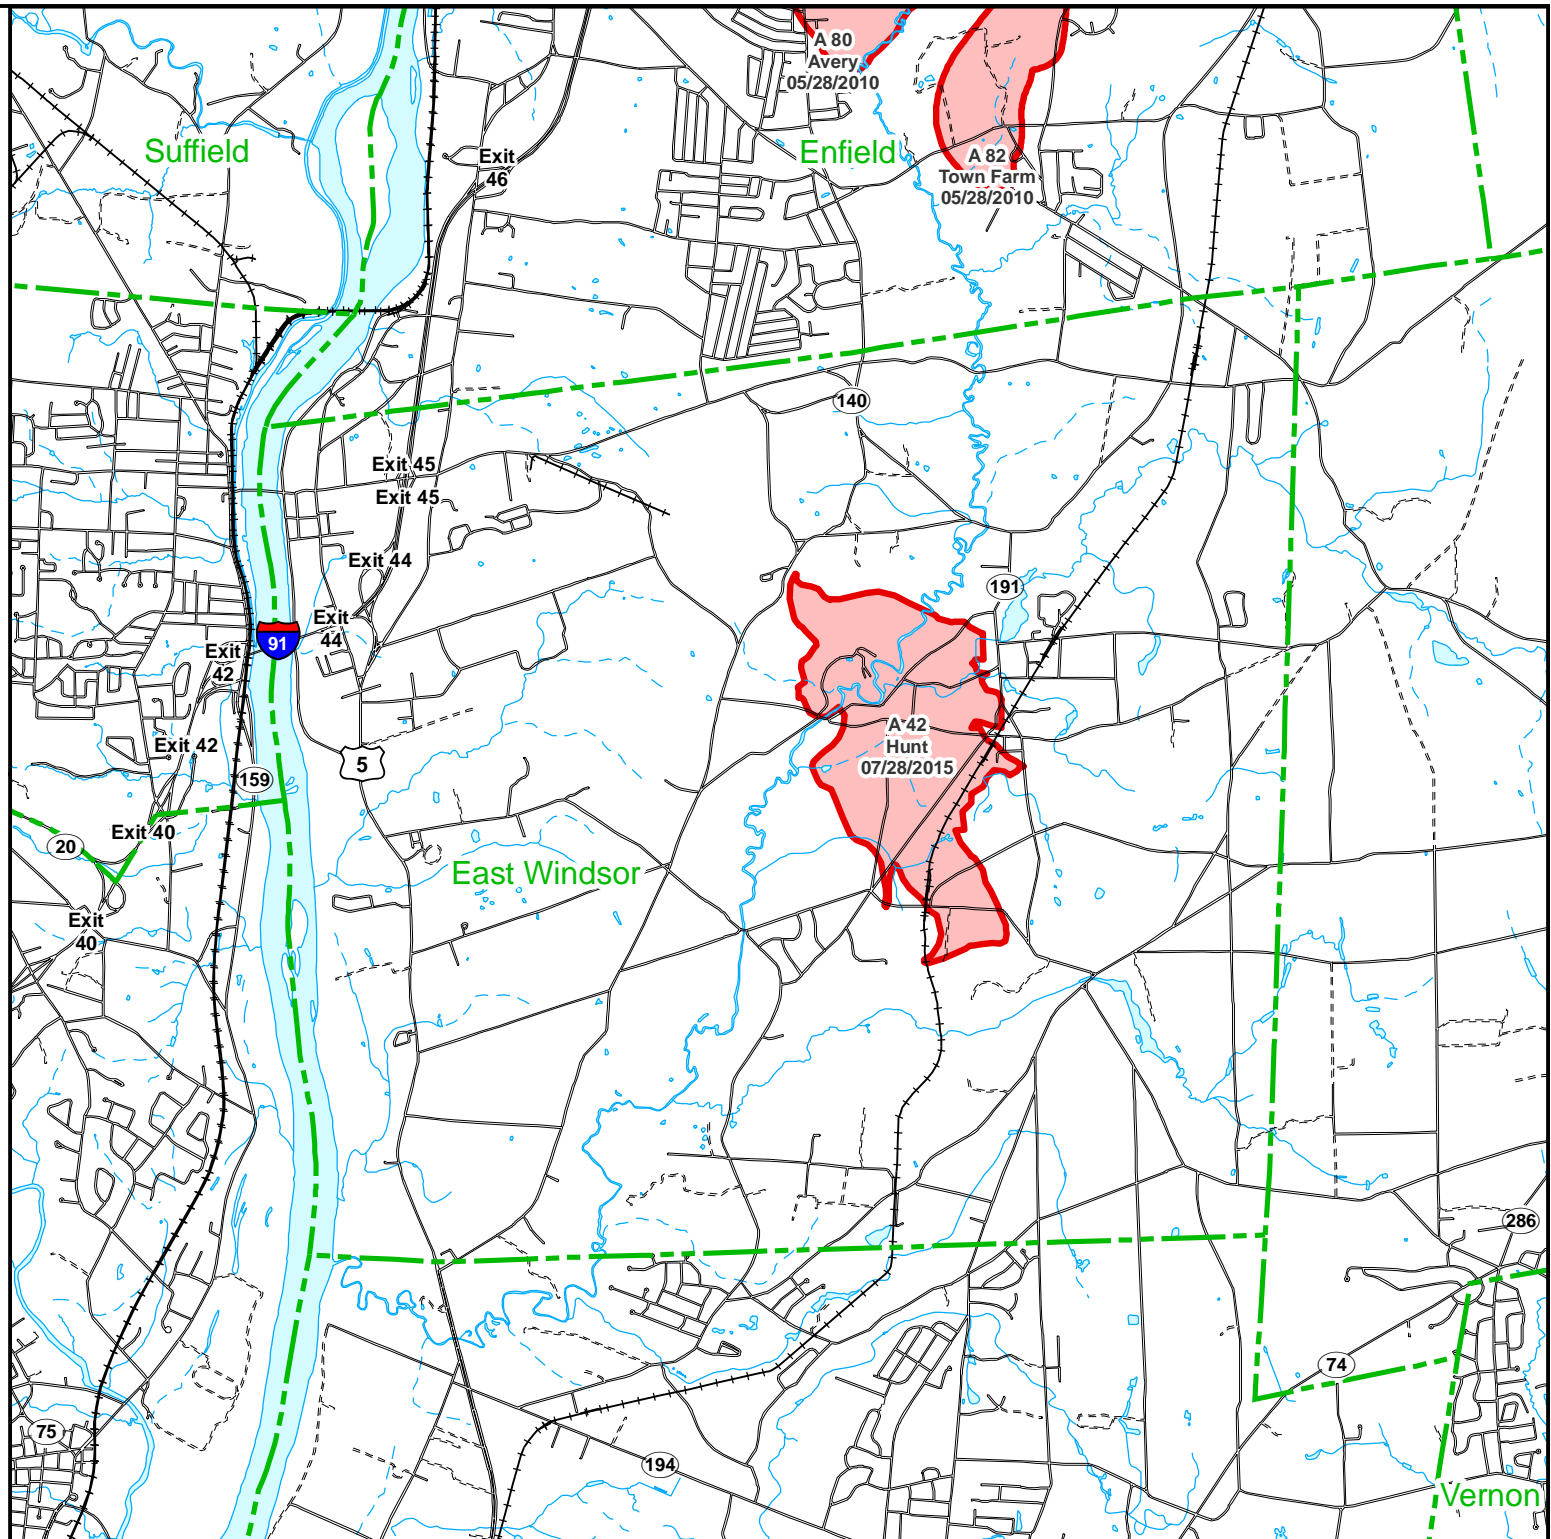 A 80
Avery
05/28/2010
Suffield
Exit
46
Enfield
A 82
Town Farm
05/28/2010
140
Exit 45
Exit 45
Exit 44
191
Exit
44
91
Exit
42
A 42
Hunt
07/28/2015
Exit 42
5
159
Exit 40
20
East Windsor
Exit
40
286
74
75
194
Vernon